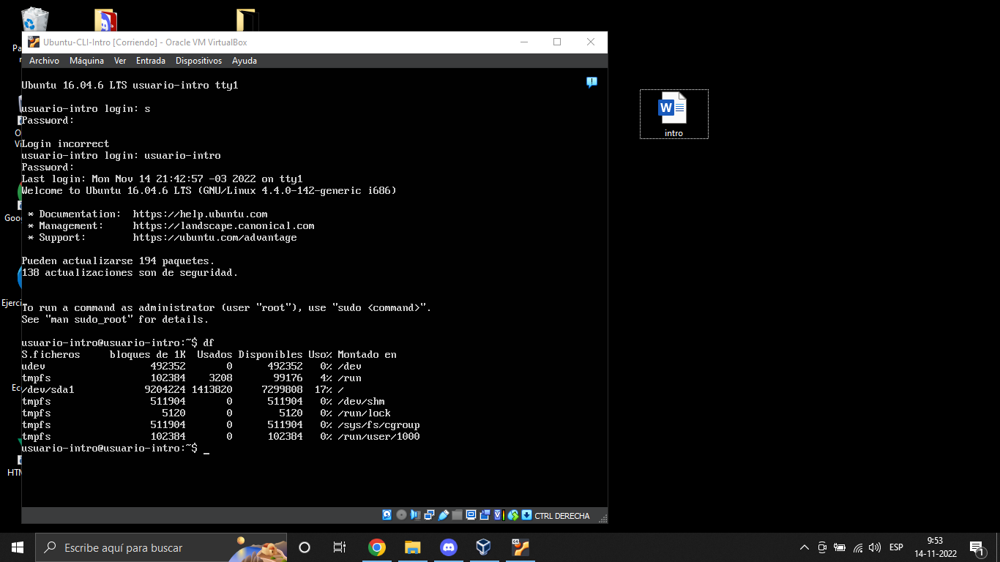 Ubuntu-CLI-Intro [Corriendo] - Oracle VM VirtualBox
Archivo Máquina Ver Entrada Dispositivos Ayuda
Ubuntu 16.04.6 LTS usuario-intro tty1
usuario-intro login: s
Password:
Login incorrect
usuario-intro login: usuario-intro
Password:
Last login: Mon Nov 14 21:42:57 -03 2022 on tty1
Welcome to Ubuntu 16.04.6 LTS (GNU/Linux 4.4.0-142-generic i686)
* Documentation:  https://help.ubuntu.com
* Management:     https://landscape.canonical.com
* Support:        https://ubuntu.com/advantage
Pueden actualizarse 194 paquetes.
138 actualizaciones son de seguridad.
To run a command as administrator (user "root"), use "sudo <command>".
See "man sudo_root" for details.
usuario-intro@usuario-intro:~$ df
S.ficheros     bloques de 1K  Usados Disponibles Uso% Montado en
udev                  492352       0      492352   0% /dev
tmpfs                 102384    3208       99176   4% /run
/dev/sda1            9204224 1413820     7299808  17% /
tmpfs                 511904       0      511904   0% /dev/shm
tmpfs                   5120       0        5120   0% /run/lock
tmpfs                 511904       0      511904   0% /sys/fs/cgroup
tmpfs                 102384       0      102384   0% /run/user/1000
usuario-intro@usuario-intro:~$ _
CTRL DERECHA
intro
Escribe aquí para buscar
ESP
9:53
14-11-2022
1